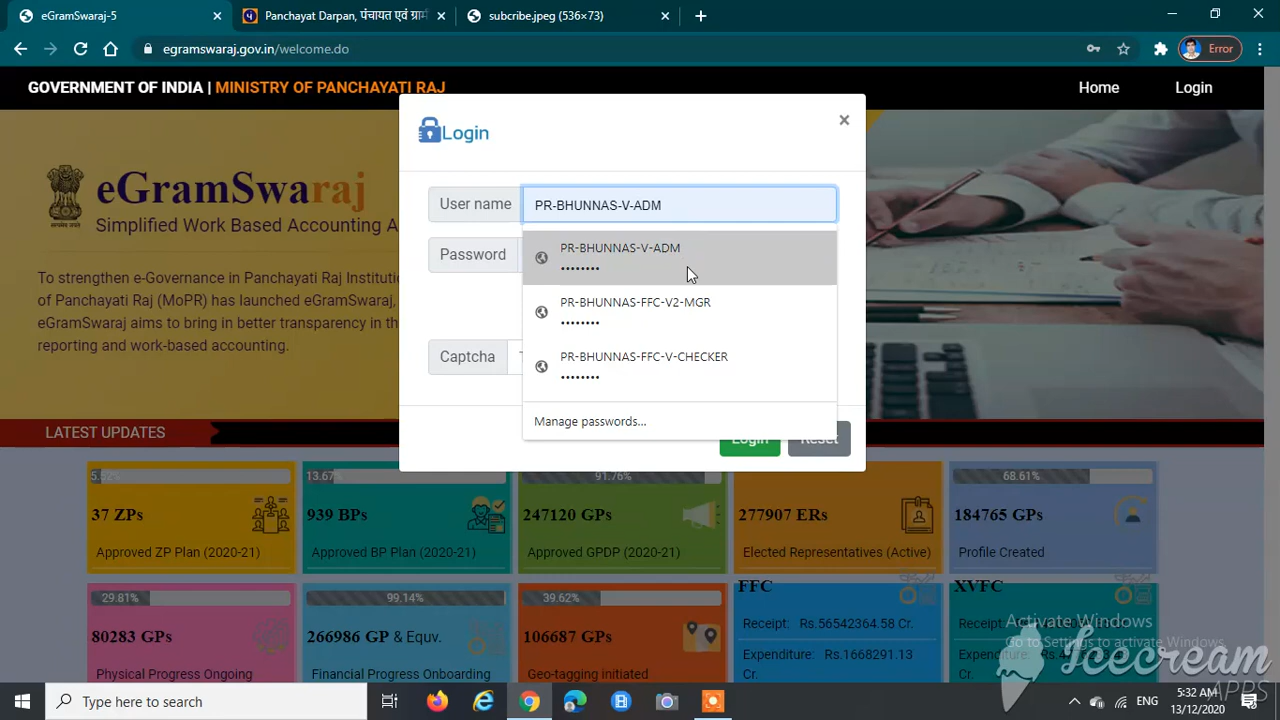 eGramSwaraj-5
Panchayat Darpan, पंचायत एवं ग्रामी
subcribe.jpeg (536×73)
egramswaraj.gov.in/welcome.do
Error
GOVERNMENT OF INDIA | MINISTRY OF PANCHAYATI RAJ
Home
Login
Login
×
eGramSwaraj
Simplified Work Based Accounting A
To strengthen e-Governance in Panchayati Raj Institut
of Panchayati Raj (MoPR) has launched eGramSwaraj,
eGramSwaraj aims to bring in better transparency in th
reporting and work-based accounting.
User name
PR-BHUNNAS-V-ADM
Password
PR-BHUNNAS-V-ADM
••••••••
PR-BHUNNAS-FFC-V2-MGR
••••••••
Captcha
PR-BHUNNAS-FFC-V-CHECKER
••••••••
Manage passwords...
Login
Reset
LATEST UPDATES
5.52%
13.67%
91.76%
68.61%
37 ZPs
939 BPs
247120 GPs
277907 ERs
184765 GPs
Approved ZP Plan (2020-21)
Approved BP Plan (2020-21)
Approved GPDP (2020-21)
Elected Representatives (Active)
Profile Created
29.81%
99.14%
39.62%
FFC
XVFC
80283 GPs
266986 GP & Equv.
106687 GPs
Receipt: Rs.56542364.58 Cr.
Physical Progress Ongoing
Financial Progress Onboarding
Geo-tagging initiated
Expenditure: Rs.1668291.13
Cr.
Activate Windows
Go to Settings to activate Windows.
Icecream
APPS
Type here to search
ENG
5:32 AM
13/12/2020